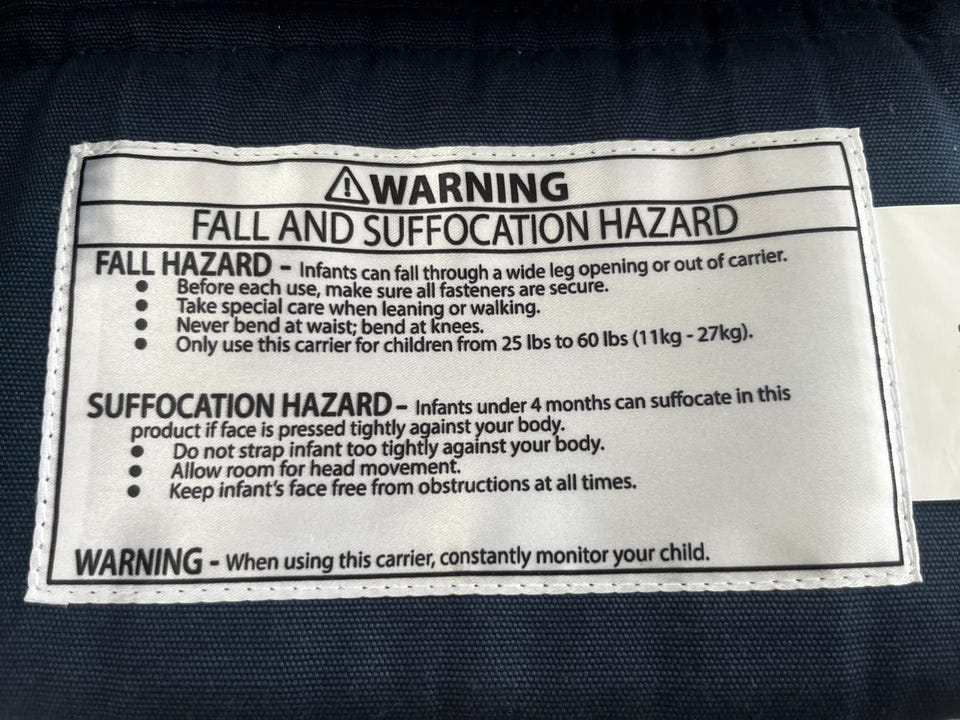 WARNING
FALL AND SUFFOCATION HAZARD
FALL HAZARD - Infants can fall through a wide leg opening or out of carrier.
● Before each use, make sure all fasteners are secure.
● Take special care when leaning or walking.
● Never bend at waist; bend at knees.
● Only use this carrier for children from 25 lbs to 60 lbs (11kg - 27kg).
SUFFOCATION HAZARD - Infants under 4 months can suffocate in this
product if face is pressed tightly against your body.
● Do not strap infant too tightly against your body.
● Allow room for head movement.
● Keep infant's face free from obstructions at all times.
WARNING - When using this carrier, constantly monitor your child.